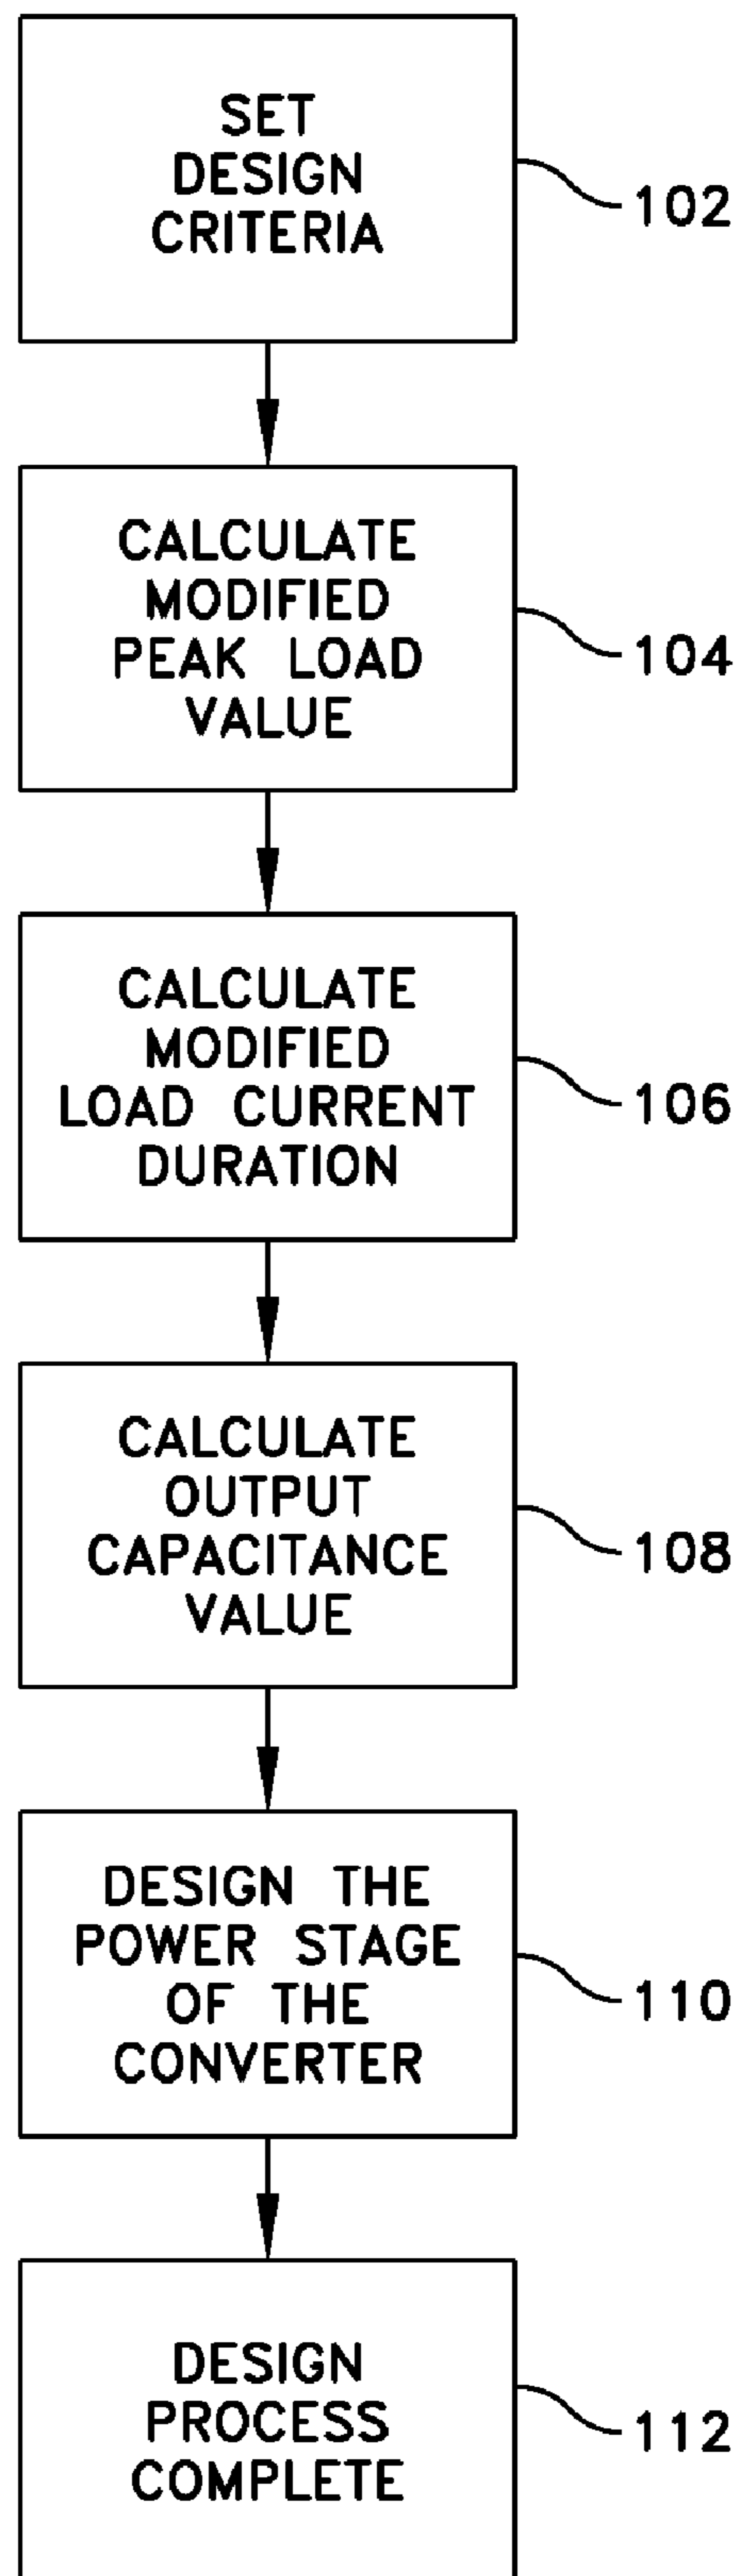 SET
DESIGN
CRITERIA
102
CALCULATE
MODIFIED
PEAK LOAD
VALUE
104
CALCULATE
MODIFIED
LOAD CURRENT
DURATION
106
CALCULATE
OUTPUT
CAPACITANCE
VALUE
108
DESIGN THE
POWER STAGE
OF THE
CONVERTER
110
DESIGN
PROCESS
COMPLETE
112